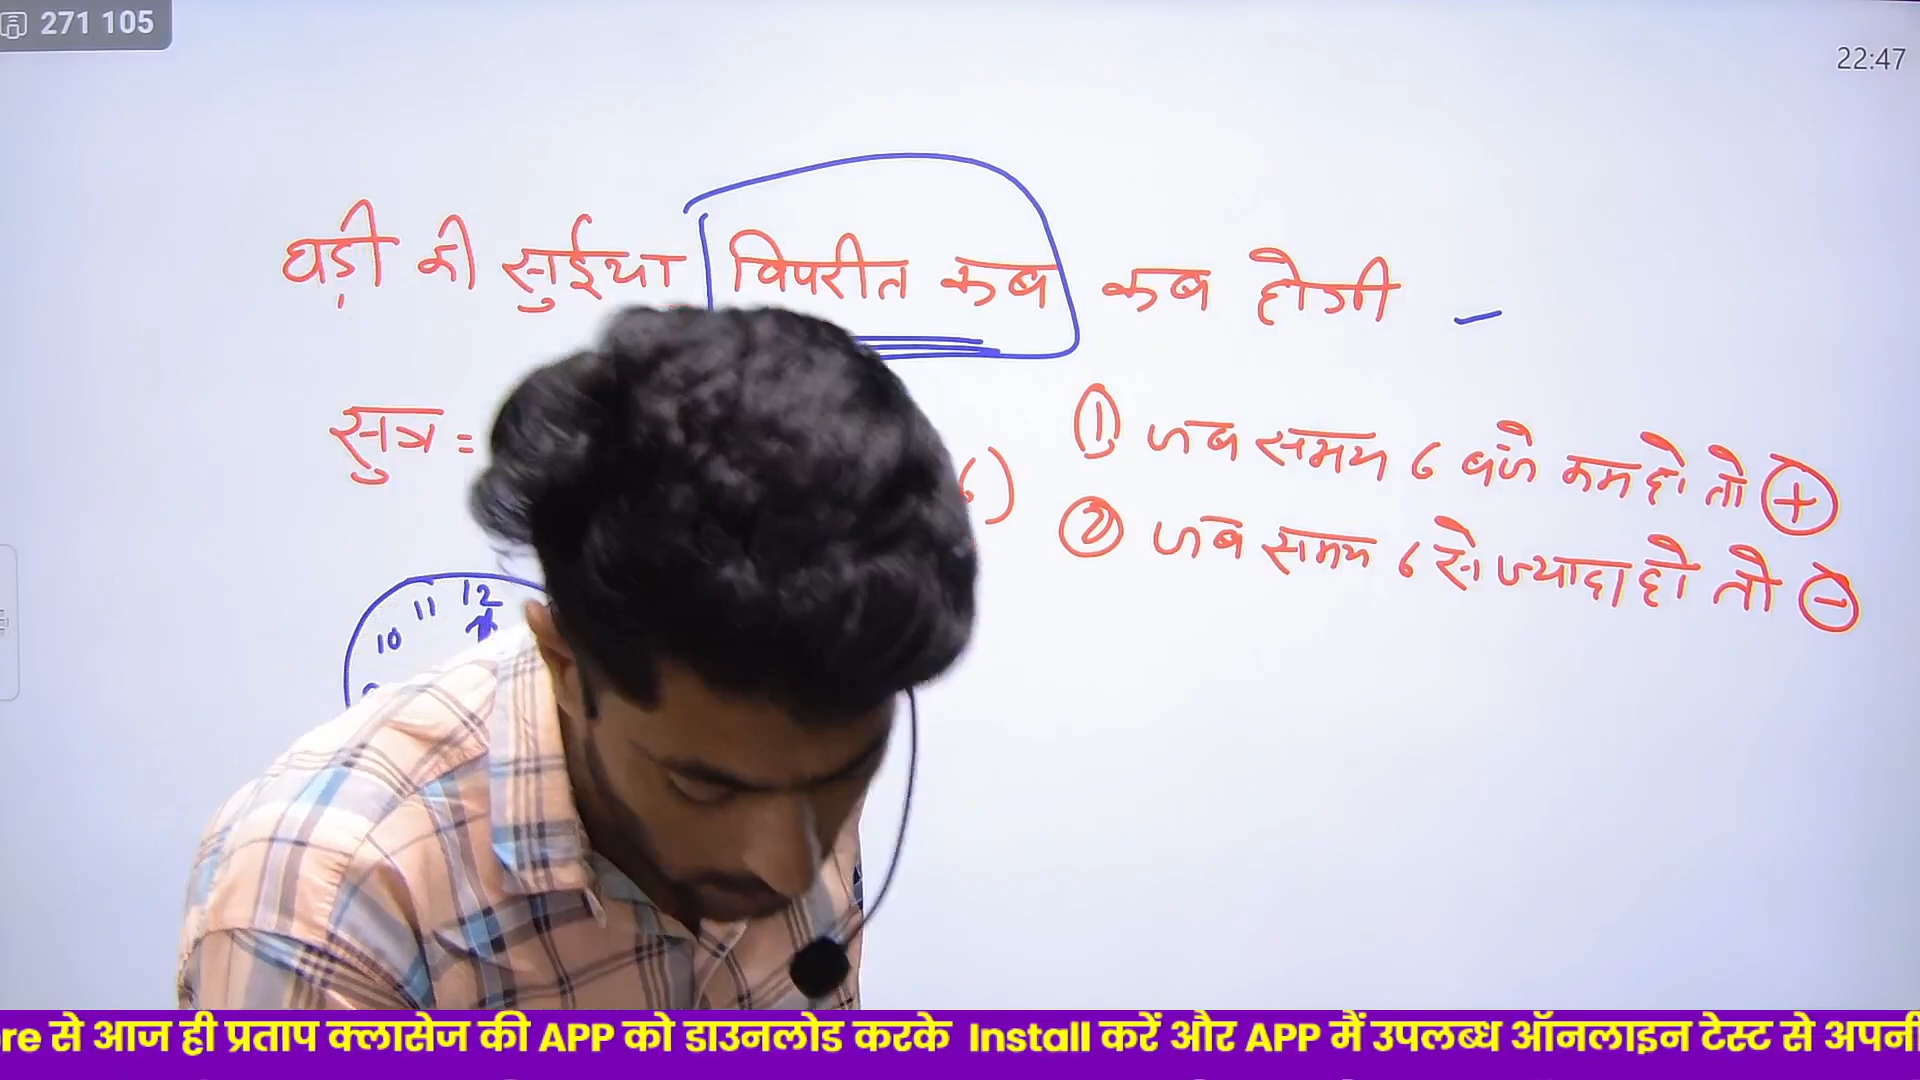 271 105
22:47
घड़ी की सुईया विपरीत कब कब होगी -
सुत्र =
6)
① जब समय 6 बजे कम हो तो ⊕
② जब समय 6 से ज्यादा हो तो ⊖
10 11 12
re से आज ही प्रताप क्लासेज की APP को डाउनलोड करके Install करें और APP मैं उपलब्ध ऑनलाइन टेस्ट से अपनी